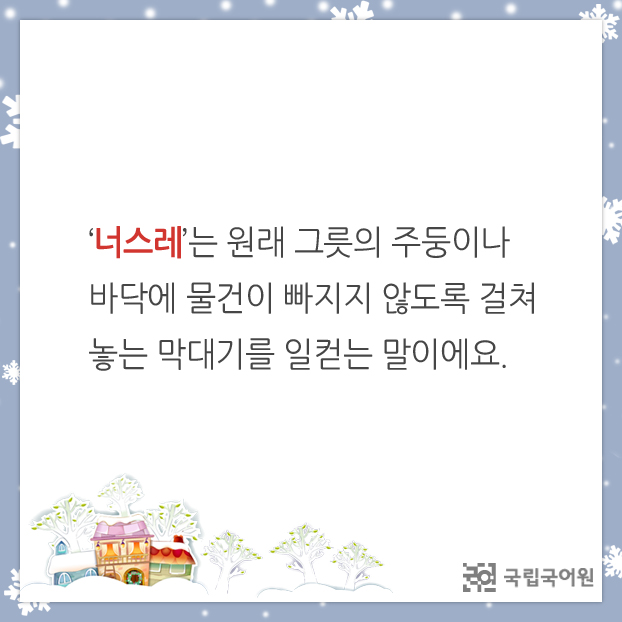 ‘너스레’는 원래 그릇의 주둥이나
바닥에 물건이 빠지지 않도록 걸쳐
놓는 막대기를 일컫는 말이에요.
국립국어원